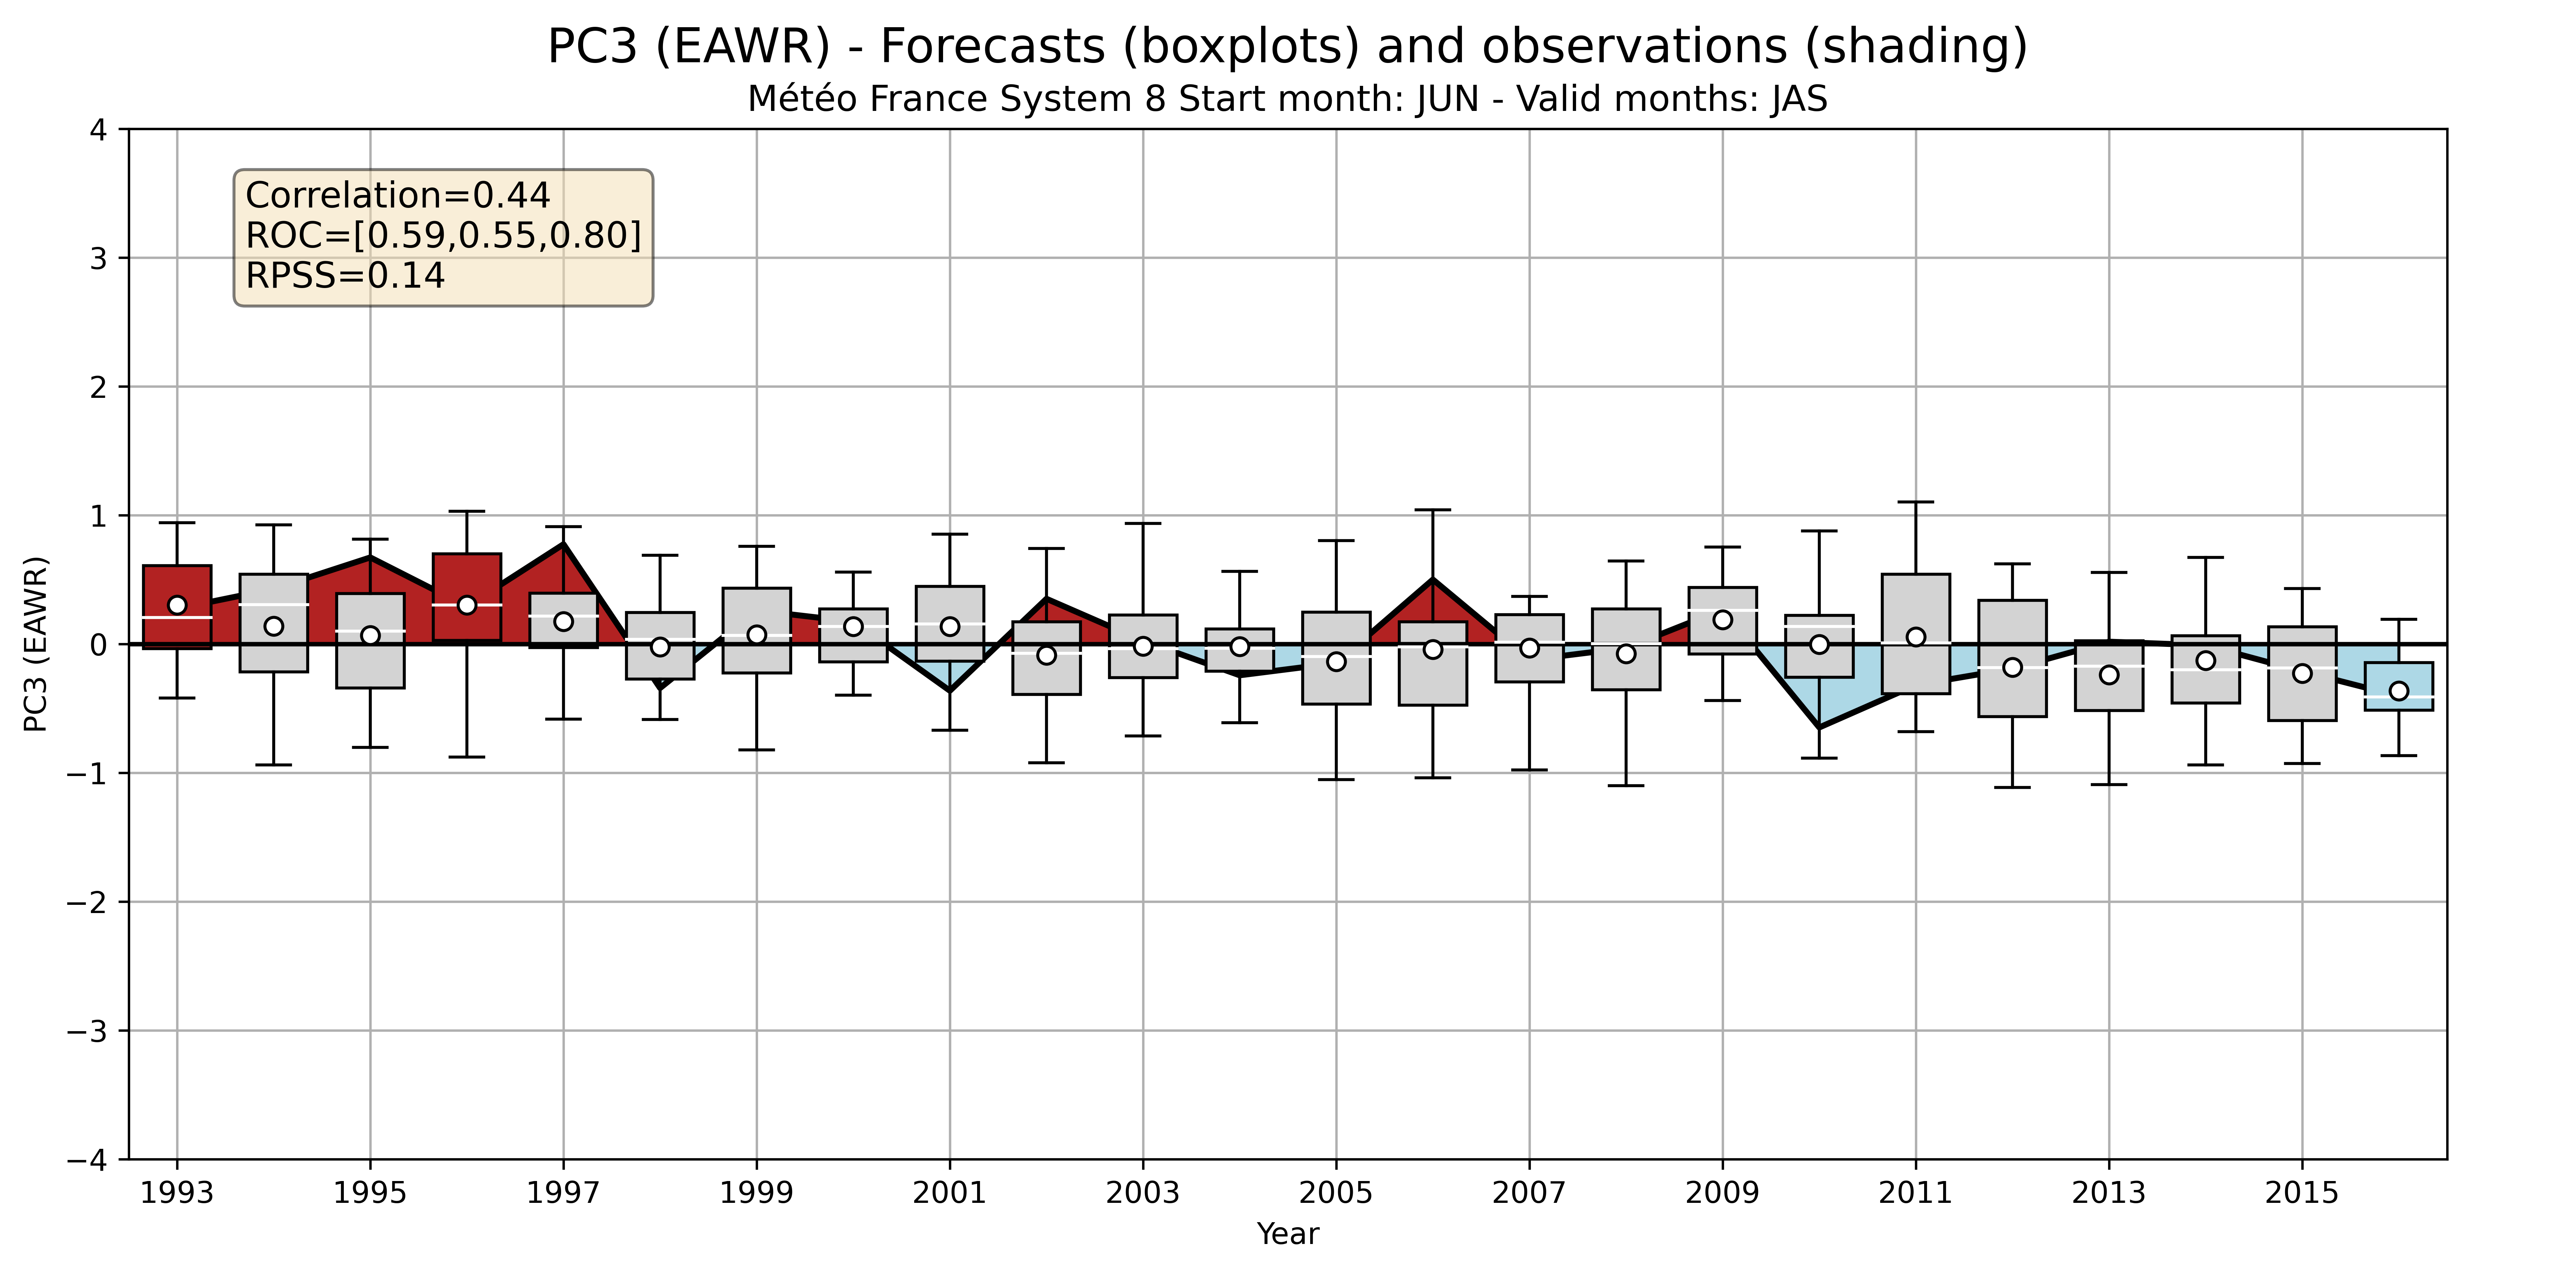 PC3 (EAWR) - Forecasts (boxplots) and observations (shading)
Météo France System 8 Start month: JUN - Valid months: JAS
Correlation=0.44
ROC=[0.59,0.55,0.80]
RPSS=0.14
PC3 (EAWR)
4
3
2
1
0
−1
−2
−3
−4
1993 1995 1997 1999 2001 2003 2005 2007 2009 2011 2013 2015
Year